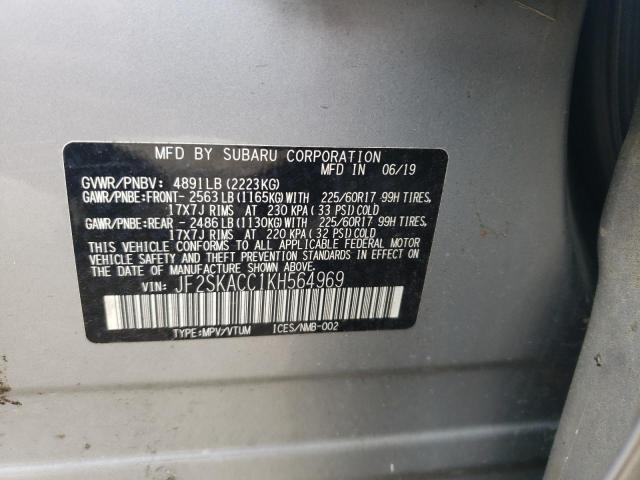 MFD BY SUBARU CORPORATION MFD IN 06/19
GVWR/PNBV: 4891LB (2223KG)
GAWR/PNBE:FRONT-2563LB(1165KG)WITH 225/60R17 99H TIRES,
17X7J RIMS AT 230 KPA (33 PSI)COLD
GAWR/PNBE:REAR -2486LB(1130KG)WITH 225/60R17 99H TIRES,
17X7J RIMS AT 220 KPA (32 PSI)COLD
THIS VEHICLE CONFORMS TO ALL APPLICABLE FEDERAL MOTOR
VEHICLE SAFETY AND THEFT PREVENTION STANDARDS IN EFFECT ON
THE DATE OF MANUFACTURE SHOWN ABOVE.
VIN: JF2SKACC1KH564969
TYPE:MPV/VTUM ICES/NMB-002